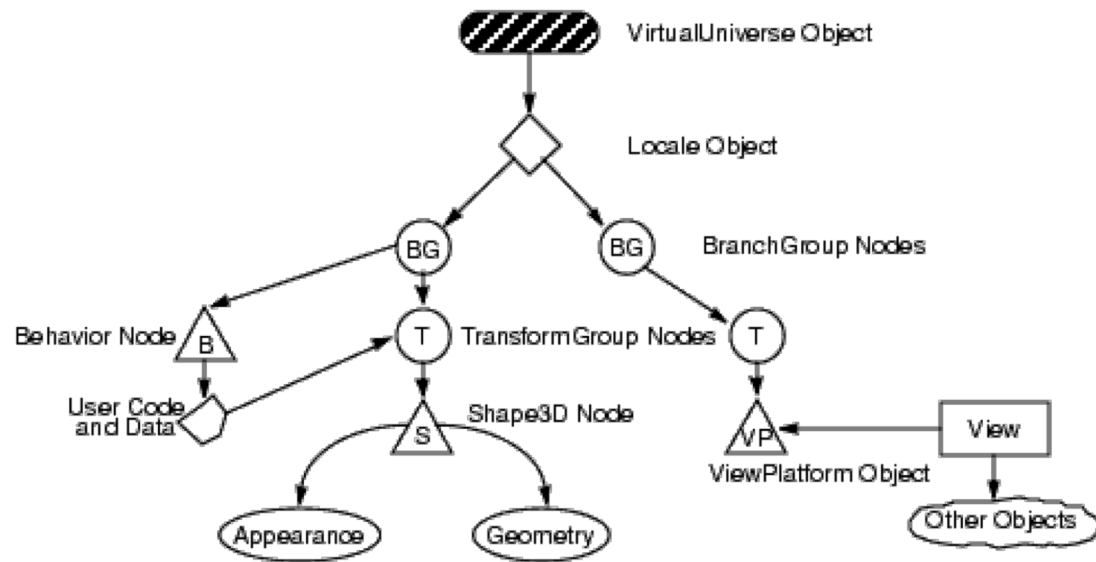 VirtualUniverse Object
Locale Object
BG
BG
BranchGroup Nodes
Behavior Node
B
T
TransformGroup Nodes
T
User Code
and Data
Shape3D Node
S
VP
View
ViewPlatform Object
Appearance
Geometry
Other Objects